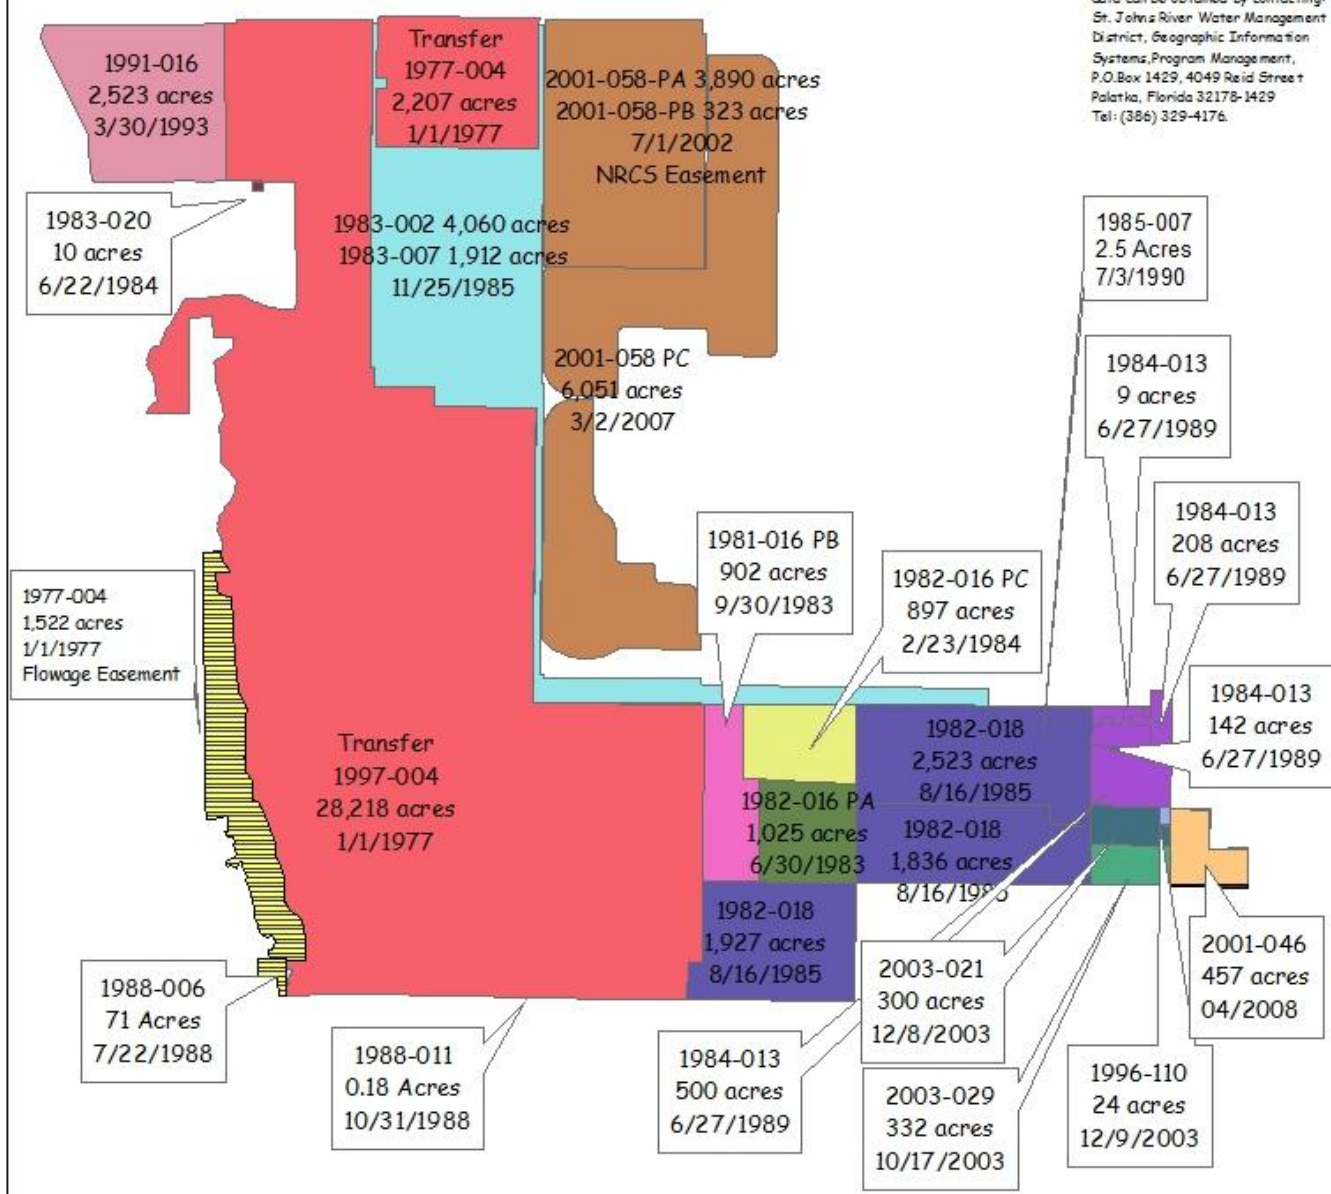 data can be obtained by contacting:
St. Johns River Water Management
District, Geographic Information
Systems,Program Management,
P.O.Box 1429, 4049 Reid Street
Palatka, Florida 32178-1429
Tel: (386) 329-4176.
1991-016
2,523 acres
3/30/1993
Transfer
1977-004
2,207 acres
1/1/1977
2001-058-PA 3,890 acres
2001-058-PB 323 acres
7/1/2002
NRCS Easement
1983-020
10 acres
6/22/1984
1983-002 4,060 acres
1983-007 1,912 acres
11/25/1985
1985-007
2.5 Acres
7/3/1990
2001-058 PC
6,051 acres
3/2/2007
1984-013
9 acres
6/27/1989
1984-013
208 acres
6/27/1989
1981-016 PB
902 acres
9/30/1983
1982-016 PC
897 acres
2/23/1984
1977-004
1,522 acres
1/1/1977
Flowage Easement
1984-013
142 acres
6/27/1989
Transfer
1997-004
28,218 acres
1/1/1977
1982-018
2,523 acres
8/16/1985
1982-016 PA
1,025 acres
6/30/1983
1982-018
1,836 acres
8/16/1985
1982-018
1,927 acres
8/16/1985
2003-021
300 acres
12/8/2003
2001-046
457 acres
04/2008
1988-006
71 Acres
7/22/1988
1988-011
0.18 Acres
10/31/1988
1984-013
500 acres
6/27/1989
2003-029
332 acres
10/17/2003
1996-110
24 acres
12/9/2003